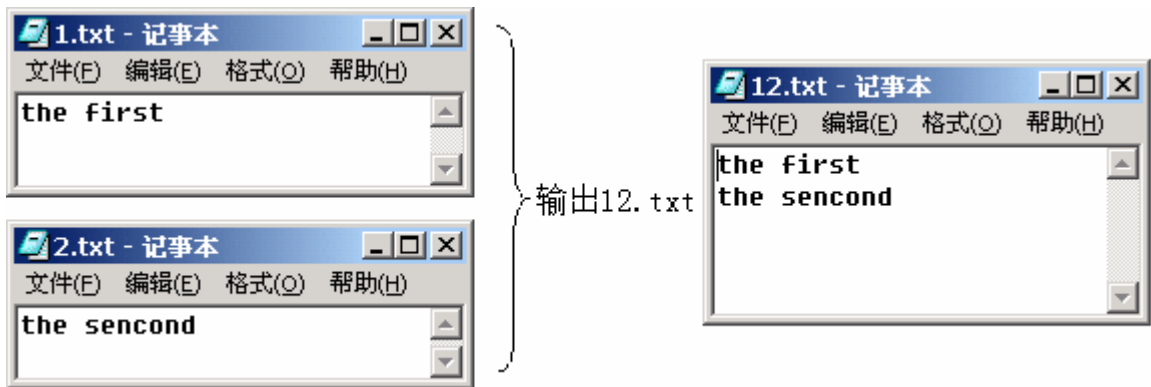 1.txt - 记事本
文件(F) 编辑(E) 格式(O) 帮助(H)
the first
2.txt - 记事本
文件(F) 编辑(E) 格式(O) 帮助(H)
the sencond
输出12.txt
12.txt - 记事本
文件(F) 编辑(E) 格式(O) 帮助(H)
the first
the sencond